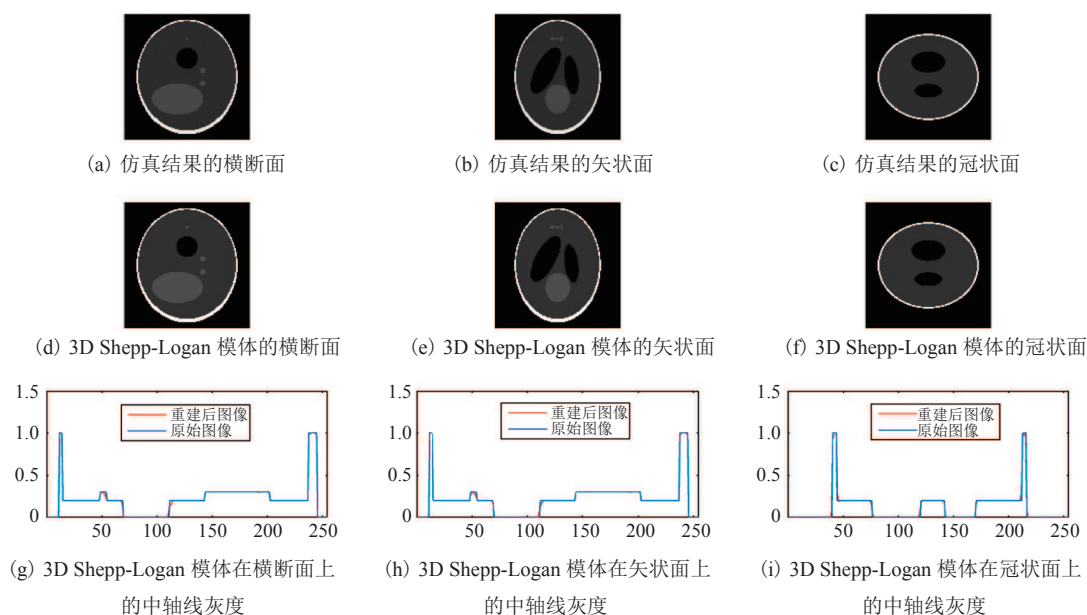 (a) 仿真结果的横断面
(b) 仿真结果的矢状面
(c) 仿真结果的冠状面
(d) 3D Shepp-Logan 模体的横断面
(e) 3D Shepp-Logan 模体的矢状面
(f) 3D Shepp-Logan 模体的冠状面
1.5
1.0
0.5
0
50
100
150
200
250
重建后图像
原始图像
1.5
1.0
0.5
0
50
100
150
200
250
重建后图像
原始图像
1.5
1.0
0.5
0
50
100
150
200
250
重建后图像
原始图像
(g) 3D Shepp-Logan 模体在横断面上
的中轴线灰度
(h) 3D Shepp-Logan 模体在矢状面上
的中轴线灰度
(i) 3D Shepp-Logan 模体在冠状面上
的中轴线灰度